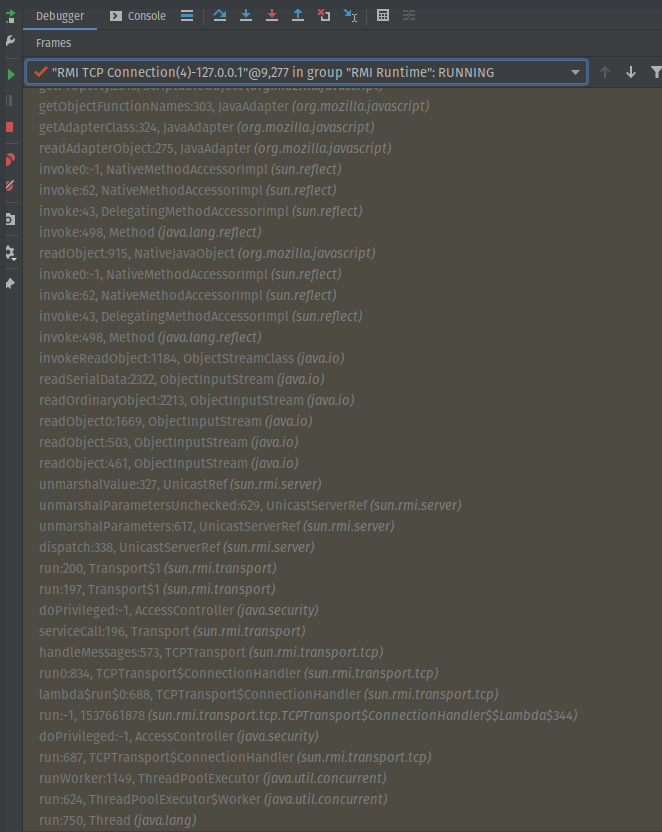 Debugger Console
Frames
"RMI TCP Connection(4)-127.0.0.1"@9,277 in group "RMI Runtime": RUNNING
getObjectFunctionNames:303, JavaAdapter (org.mozilla.javascript)
getAdapterClass:324, JavaAdapter (org.mozilla.javascript)
readAdapterObject:275, JavaAdapter (org.mozilla.javascript)
invoke0:-1, NativeMethodAccessorImpl (sun.reflect)
invoke:62, NativeMethodAccessorImpl (sun.reflect)
invoke:43, DelegatingMethodAccessorImpl (sun.reflect)
invoke:498, Method (java.lang.reflect)
readObject:915, NativeJavaObject (org.mozilla.javascript)
invoke0:-1, NativeMethodAccessorImpl (sun.reflect)
invoke:62, NativeMethodAccessorImpl (sun.reflect)
invoke:43, DelegatingMethodAccessorImpl (sun.reflect)
invoke:498, Method (java.lang.reflect)
invokeReadObject:1184, ObjectStreamClass (java.io)
readSerialData:2322, ObjectInputStream (java.io)
readOrdinaryObject:2213, ObjectInputStream (java.io)
readObject0:1669, ObjectInputStream (java.io)
readObject:503, ObjectInputStream (java.io)
readObject:461, ObjectInputStream (java.io)
unmarshalValue:327, UnicastRef (sun.rmi.server)
unmarshalParametersUnchecked:629, UnicastServerRef (sun.rmi.server)
unmarshalParameters:617, UnicastServerRef (sun.rmi.server)
dispatch:338, UnicastServerRef (sun.rmi.server)
run:200, Transport$1 (sun.rmi.transport)
run:197, Transport$1 (sun.rmi.transport)
doPrivileged:-1, AccessController (java.security)
serviceCall:196, Transport (sun.rmi.transport)
handleMessages:573, TCPTransport (sun.rmi.transport.tcp)
run0:834, TCPTransport$ConnectionHandler (sun.rmi.transport.tcp)
lambda$run$0:688, TCPTransport$ConnectionHandler (sun.rmi.transport.tcp)
run:-1, 1537661878 (sun.rmi.transport.tcp.TCPTransport$ConnectionHandler$$Lambda$344)
doPrivileged:-1, AccessController (java.security)
run:687, TCPTransport$ConnectionHandler (sun.rmi.transport.tcp)
runWorker:1149, ThreadPoolExecutor (java.util.concurrent)
run:624, ThreadPoolExecutor$Worker (java.util.concurrent)
run:750, Thread (java.lang)